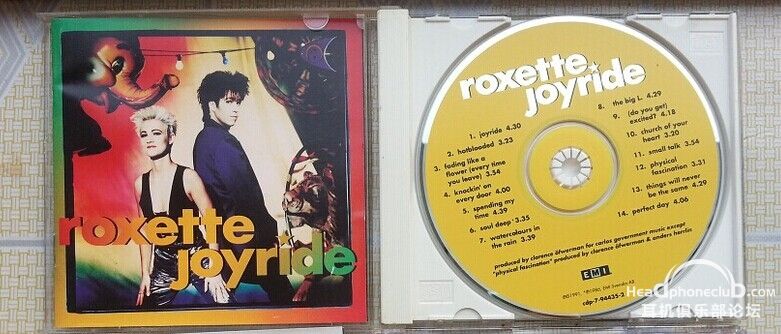 roxette
joyride
roxette
joyride
1. joyride 4.30
2. hotblooded 3.23
3. fading like a
flower (every time
you leave) 3.54
4. knockin' on
every door 4.00
5. spending my
time 4.39
6. soul deep 3.35
7. watercolours in
the rain 3.39
8. the big L. 4.29
9. (do you get)
excited? 4.18
10. church of your
heart 3.20
11. small talk 3.54
12. physical
fascination 3.31
13. things will never
be the same 4.29
14. perfect day 4.06
produced by clarence öfwerman for carlos government music except
"physical fascination" produced by clarence öfwerman & anders herrlin
EMI
EMI Svenska AB
cdp-7-94435-2
HeadphoneClub.com
耳机俱乐部论坛